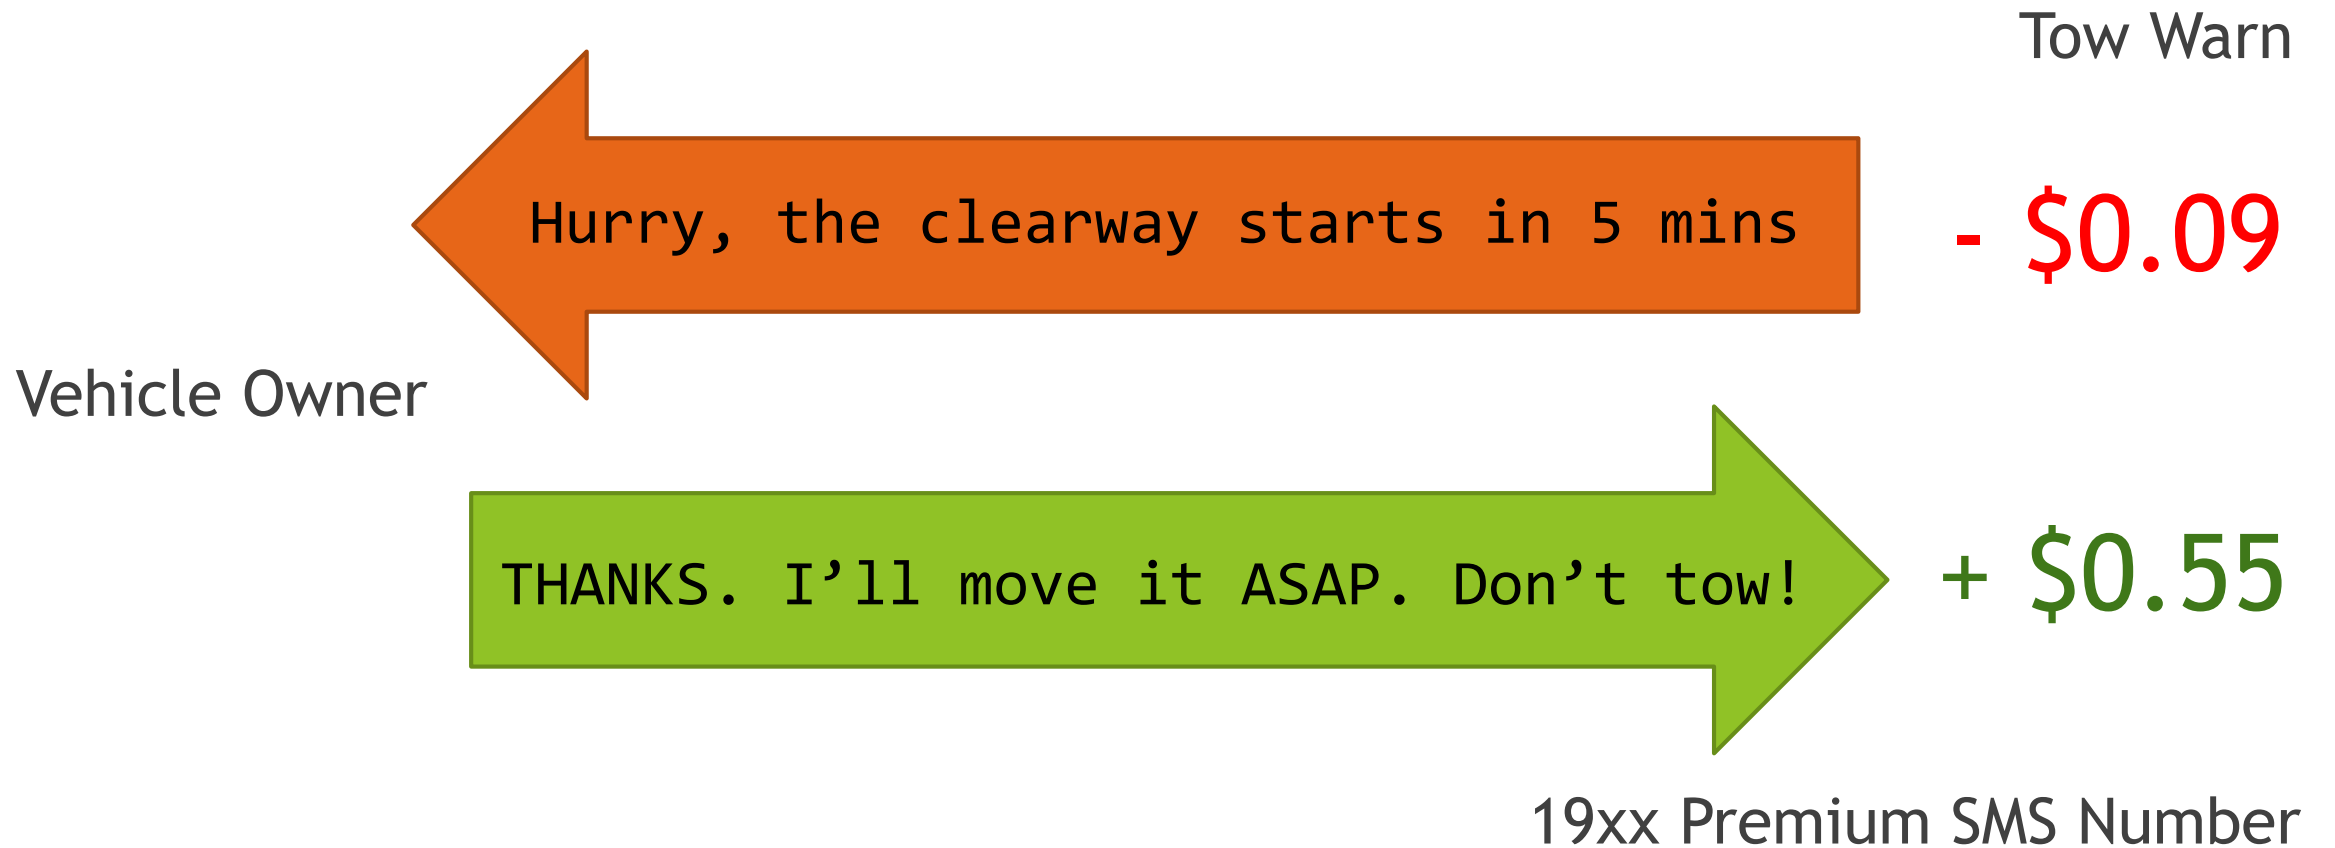 Tow Warn
Hurry, the clearway starts in 5 mins
- $0.09
Vehicle Owner
THANKS. I’ll move it ASAP. Don’t tow!
+ $0.55
19xx Premium SMS Number